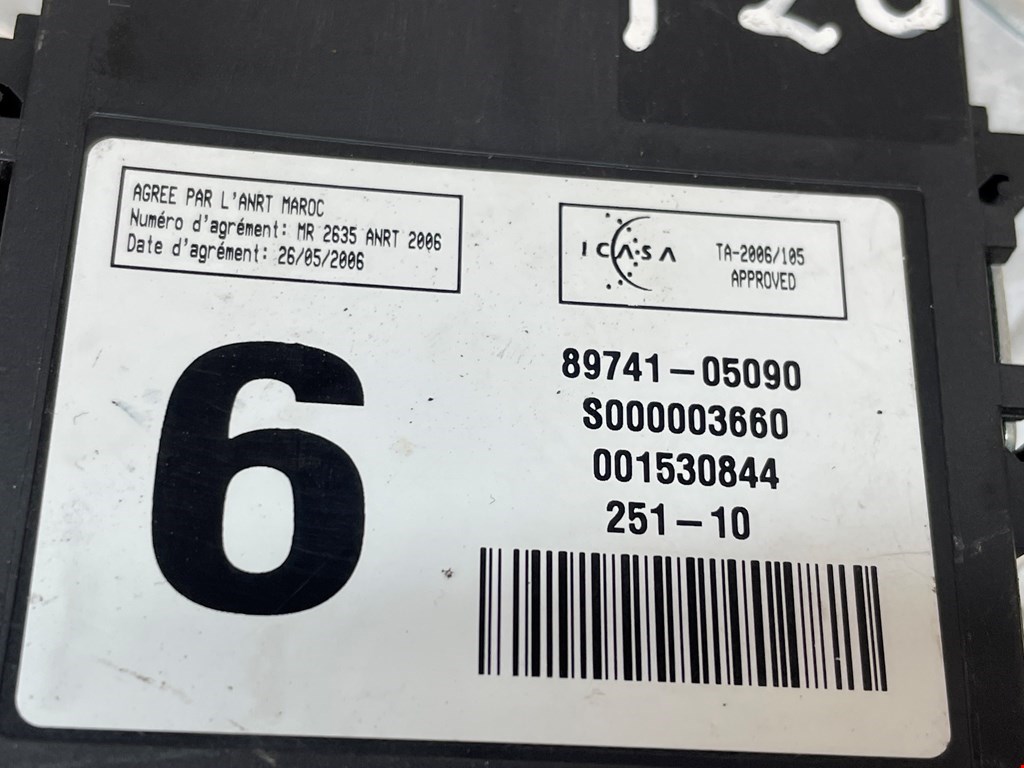 AGREE PAR L'ANRT MAROC
Numéro d'agrément: MR 2635 ANRT 2006
Date d'agrément: 26/05/2006
ICASA
TA-2006/105
APPROVED
6
89741-05090
S000003660
001530844
251-10